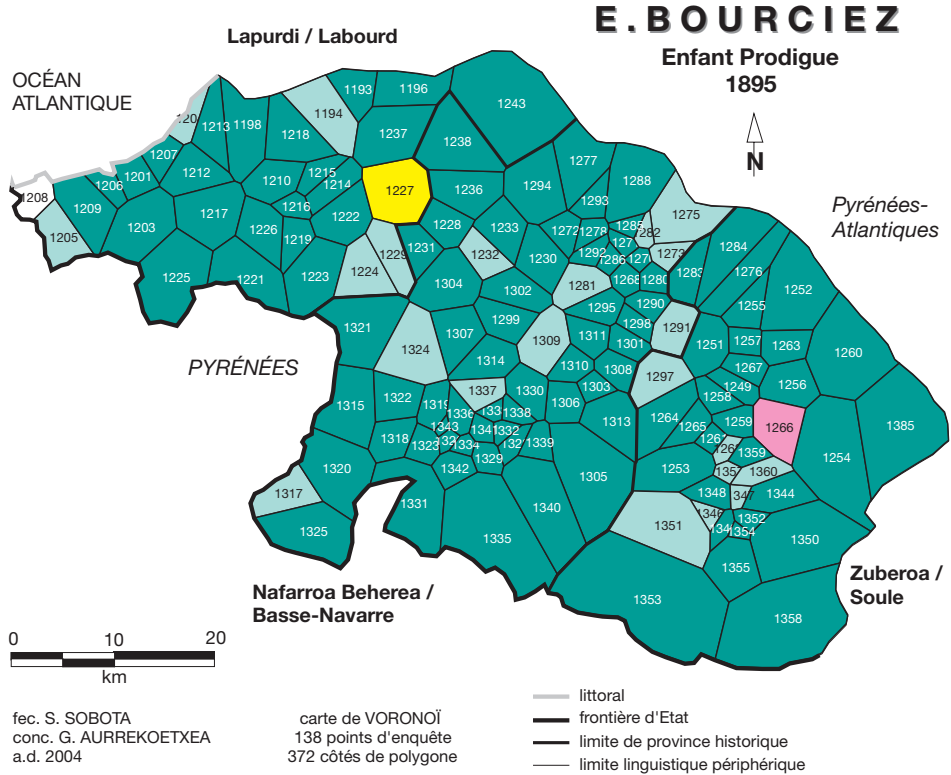 E.BOURCIEZ
Enfant Prodigue
1895
N
Lapurdi / Labourd
OCÉAN
ATLANTIQUE
Pyrénées-
Atlantiques
PYRÉNÉES
Nafarroa Beherea /
Basse-Navarre
Zuberoa /
Soule
1193 1196 1243
1194 1213 1198 1218 1237 1238
1207 1201 1206 1212 1210 1215 1214 1227 1236 1294 1277 1293 1288
1208 1209 1203 1217 1216 1222 1228 1233 1272 1278 1285 1275
1205 1226 1219 1229 1231 1232 1230 1292 1286 1273 1284
1225 1221 1223 1224 1304 1302 1281 1268 1280 1283 1276 1252
1321 1307 1299 1295 1290 1298 1291 1255
1324 1314 1309 1311 1301 1251 1257 1263 1260
1310 1308 1297 1267
1315 1322 1337 1330 1306 1303 1258 1249 1256
1336 1338 1313 1264 1265 1259 1266 1385
1318 1343 1332 1323 1334 1339 1359 1254
1320 1342 1329 1305 1253 1360
1317 1348 1344
1325 1331 1335 1340 1351 1346 1352 1354 1350
1355
1353 1358
0 10 20
km
fec. S. SOBOTA
conc. G. AURREKOETXEA
a.d. 2004
carte de VORONOÏ
138 points d'enquête
372 côtés de polygone
littoral
frontière d'Etat
limite de province historique
limite linguistique périphérique